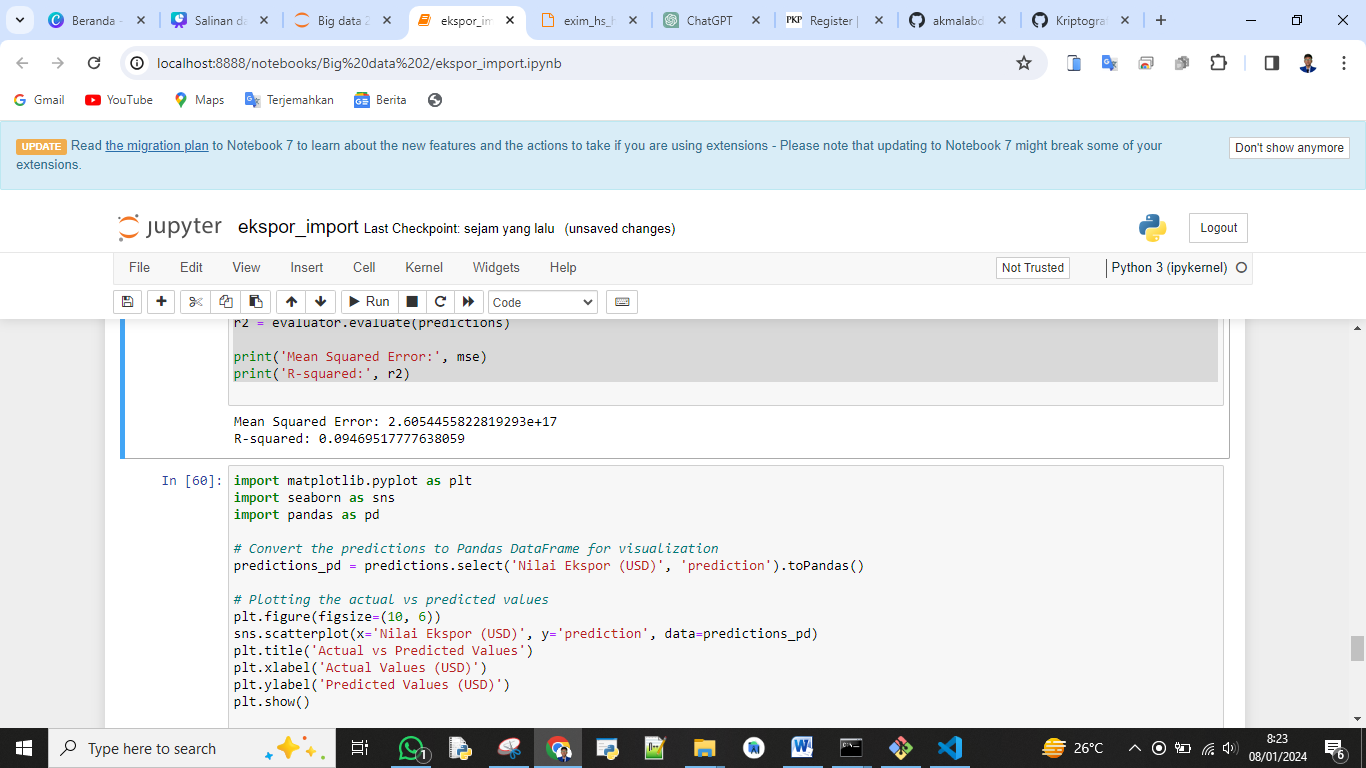 Beranda -
Salinan da
Big data 2
ekspor_im
exim_hs_h
ChatGPT
PKP Register |
akmalabd
Kriptograf
localhost:8888/notebooks/Big%20data%202/ekspor_import.ipynb
Gmail
YouTube
Maps
Terjemahkan
Berita
UPDATE Read the migration plan to Notebook 7 to learn about the new features and the actions to take if you are using extensions - Please note that updating to Notebook 7 might break some of your
extensions.
Don't show anymore
jupyter ekspor_import Last Checkpoint: sejam yang lalu (unsaved changes)
Logout
File Edit View Insert Cell Kernel Widgets Help
Not Trusted
Python 3 (ipykernel)
Run
Code
r2 = evaluator.evaluate(predictions)
print('Mean Squared Error:', mse)
print('R-squared:', r2)
Mean Squared Error: 2.6054455822819293e+17
R-squared: 0.09469517777638059
In [60]:
import matplotlib.pyplot as plt
import seaborn as sns
import pandas as pd
# Convert the predictions to Pandas DataFrame for visualization
predictions_pd = predictions.select('Nilai Ekspor (USD)', 'prediction').toPandas()
# Plotting the actual vs predicted values
plt.figure(figsize=(10, 6))
sns.scatterplot(x='Nilai Ekspor (USD)', y='prediction', data=predictions_pd)
plt.title('Actual vs Predicted Values')
plt.xlabel('Actual Values (USD)')
plt.ylabel('Predicted Values (USD)')
plt.show()
Type here to search
1
26°C
8:23
08/01/2024
6